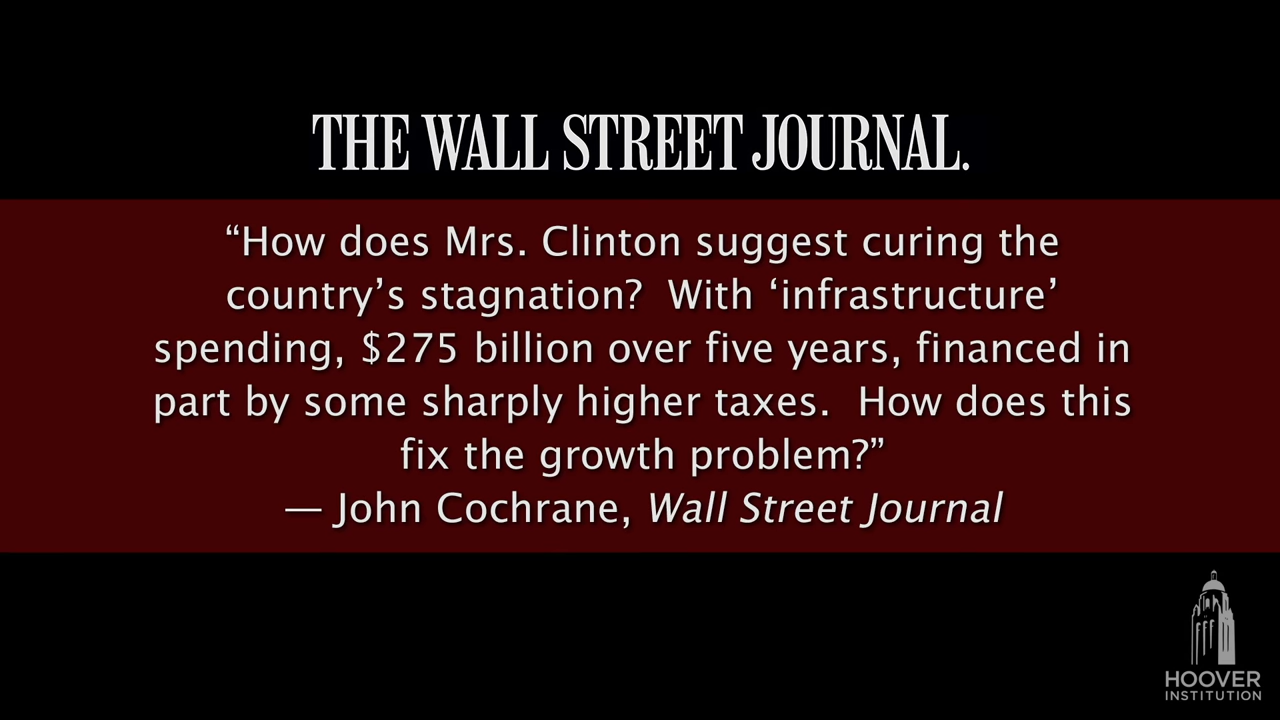 THE WALL STREET JOURNAL.
“How does Mrs. Clinton suggest curing the
country’s stagnation?  With ‘infrastructure’
spending, $275 billion over five years, financed in
part by some sharply higher taxes.  How does this
fix the growth problem?”
— John Cochrane, Wall Street Journal
HOOVER
INSTITUTION